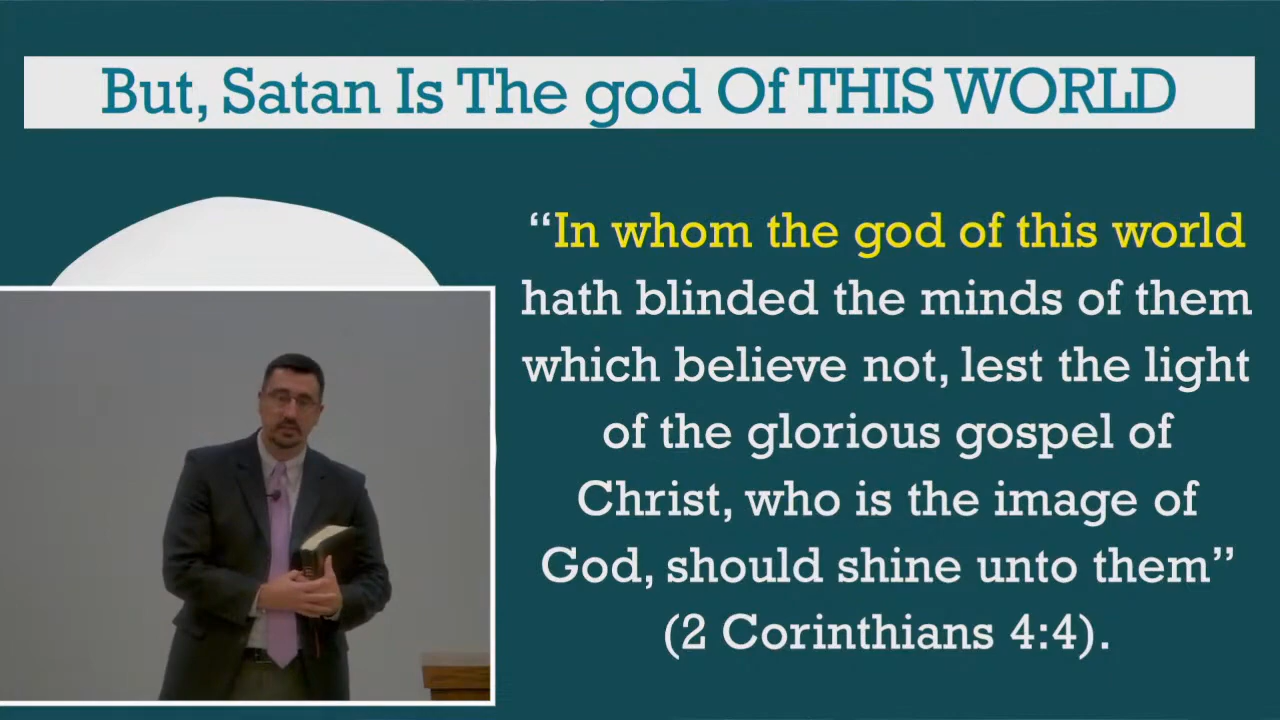 But, Satan Is The god Of THIS WORLD
“In whom the god of this world
hath blinded the minds of them
which believe not, lest the light
of the glorious gospel of
Christ, who is the image of
God, should shine unto them”
(2 Corinthians 4:4).